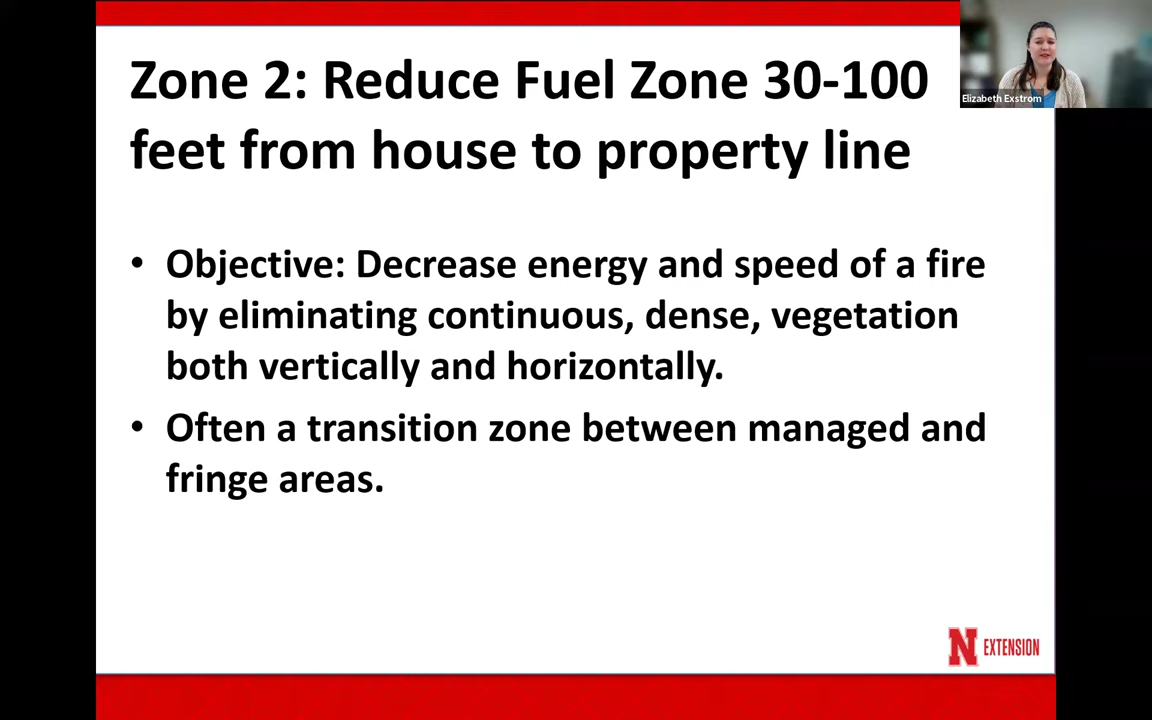 Zone 2: Reduce Fuel Zone 30-100
feet from house to property line
Elizabeth Exstrom
• Objective: Decrease energy and speed of a fire
by eliminating continuous, dense, vegetation
both vertically and horizontally.
• Often a transition zone between managed and
fringe areas.
N EXTENSION